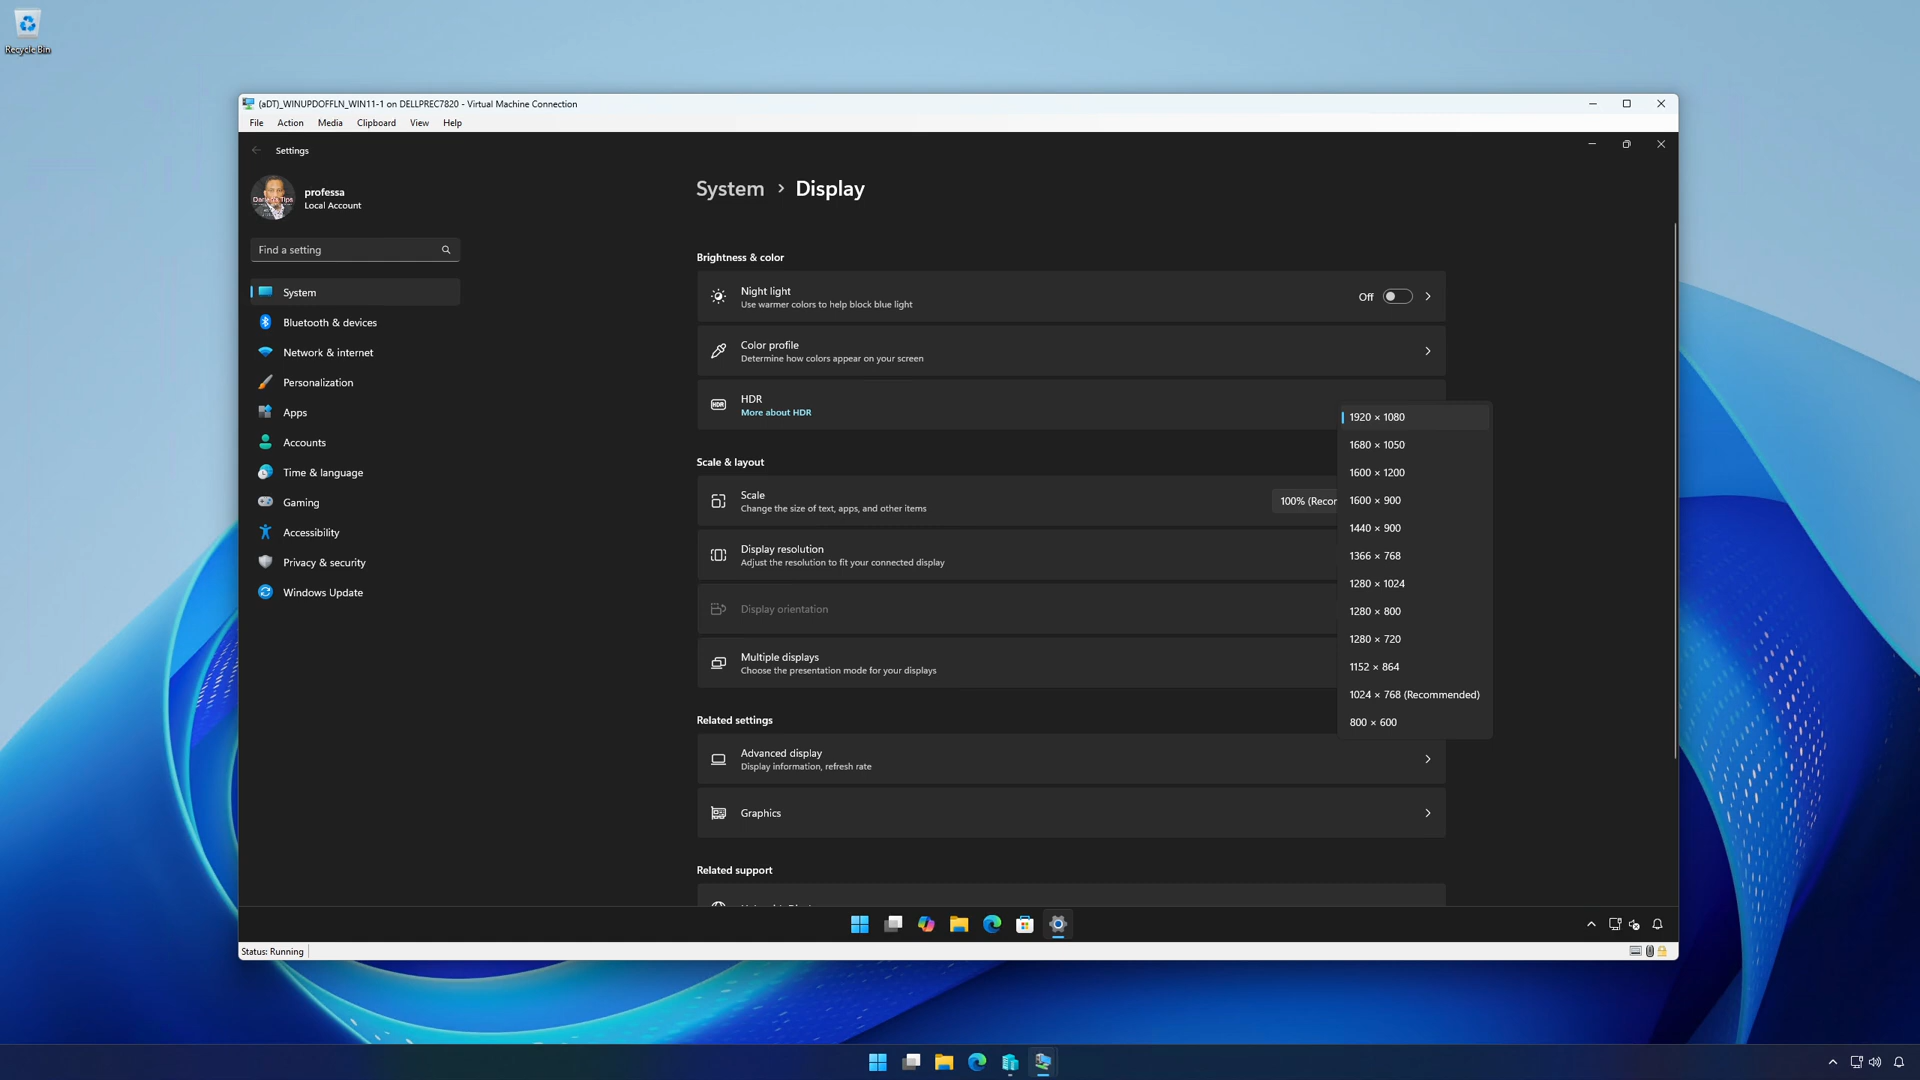 Recycle Bin
(aDT)_WINUPDOFFLN_WIN11-1 on DELLPREC7820 - Virtual Machine Connection
File Action Media Clipboard View Help
Settings
professa
Local Account
Find a setting
System
Bluetooth & devices
Network & internet
Personalization
Apps
Accounts
Time & language
Gaming
Accessibility
Privacy & security
Windows Update
System > Display
Brightness & color
Night light
Use warmer colors to help block blue light
Off
Color profile
Determine how colors appear on your screen
HDR
HDR
More about HDR
Scale & layout
Scale
Change the size of text, apps, and other items
100% (Recor
Display resolution
Adjust the resolution to fit your connected display
Display orientation
Multiple displays
Choose the presentation mode for your displays
1920 × 1080
1680 × 1050
1600 × 1200
1600 × 900
1440 × 900
1366 × 768
1280 × 1024
1280 × 800
1280 × 720
1152 × 864
1024 × 768 (Recommended)
800 × 600
Related settings
Advanced display
Display information, refresh rate
Graphics
Related support
Status: Running